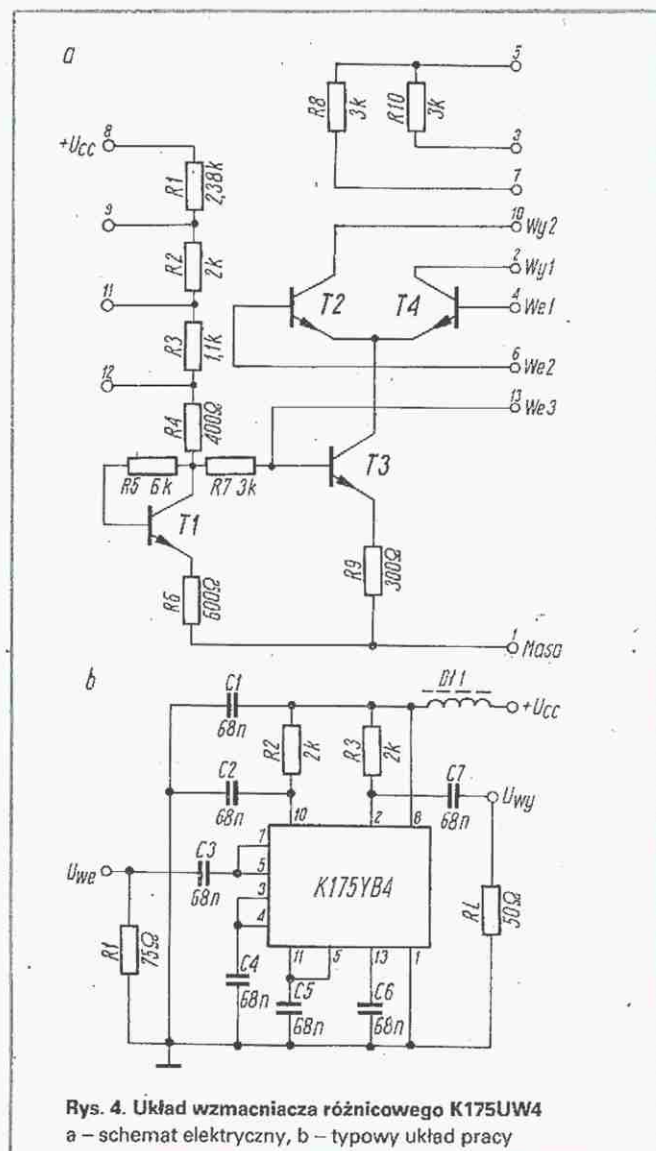 a
5
R8
3k
R10
3k
3
7
8
+Ucc
R1
2,38k
9
R2
2k
11
R3
1,1k
12
R4
400Ω
R5 6k
R7 3k
T1
R6
600Ω
10 Wy2
2 Wy1
T2
T4
4 We1
6 We2
13 We3
T3
R9
300Ω
1 Masa
b
C1
68n
Dł1
+Ucc
R2
2k
R3
2k
C2
68n
C7
68n
Uwy
10
2
8
Uwe
C3
68n
7
5
3
4
K175YB4
R1
75Ω
RL
50Ω
11
5
13
1
C4
68n
C5
68n
C6
68n
Rys. 4. Układ wzmacniacza różnicowego K175UW4
a – schemat elektryczny, b – typowy układ pracy